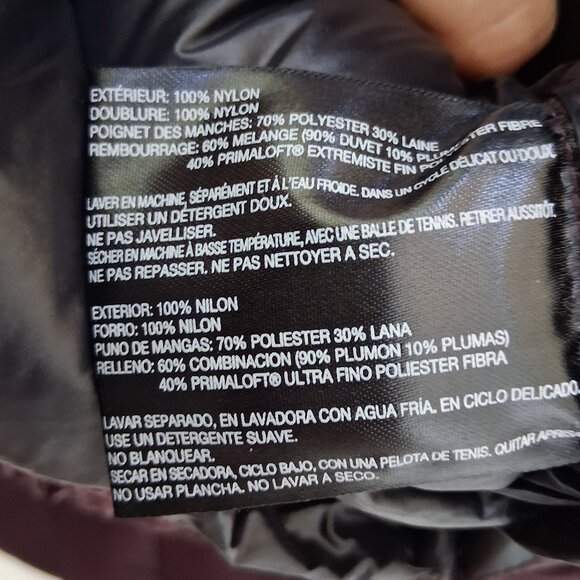 EXTÉRIEUR: 100% NYLON
DOUBLURE: 100% NYLON
POIGNET DES MANCHES: 70% POLYESTER 30% LAINE
REMBOURRAGE: 60% MELANGE (90% DUVET 10% FIBRE
40% PRIMALOFT® EXTREMISTE FIN
LAVER EN MACHINE, SÉPARÉMENT ET À L'EAU FROIDE. DANS UN CYCLE DÉLICAT OU DOUX.
UTILISER UN DÉTERGENT DOUX.
NE PAS JAVELLISER.
SÉCHER EN MACHINE À BASSE TEMPÉRATURE, AVEC UNE BALLE DE TENNIS. RETIRER AUSSITÔT.
NE PAS REPASSER. NE PAS NETTOYER A SEC.
EXTERIOR: 100% NILON
FORRO: 100% NILON
PUNO DE MANGAS: 70% POLIESTER 30% LANA
RELLENO: 60% COMBINACION (90% PLUMON 10% PLUMAS)
40% PRIMALOFT® ULTRA FINO POLIESTER FIBRA
LAVAR SEPARADO, EN LAVADORA CON AGUA FRÍA. EN CICLO DELICADO.
USE UN DETERGENTE SUAVE.
NO BLANQUEAR.
SECAR EN SECADORA, CICLO BAJO, CON UNA PELOTA DE TENIS. QUITAR
NO USAR PLANCHA. NO LAVAR A SECO.